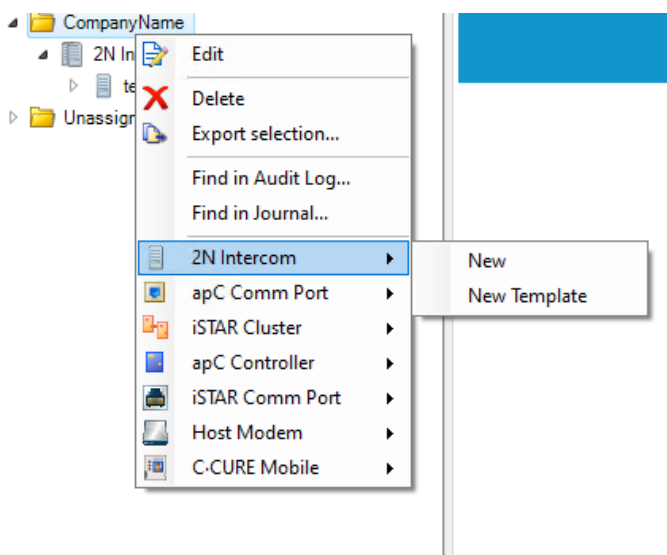 CompanyName
2N In
te
Unassigr
Edit
Delete
Export selection...
Find in Audit Log...
Find in Journal...
2N Intercom
New
New Template
apC Comm Port
iSTAR Cluster
apC Controller
iSTAR Comm Port
Host Modem
C•CURE Mobile